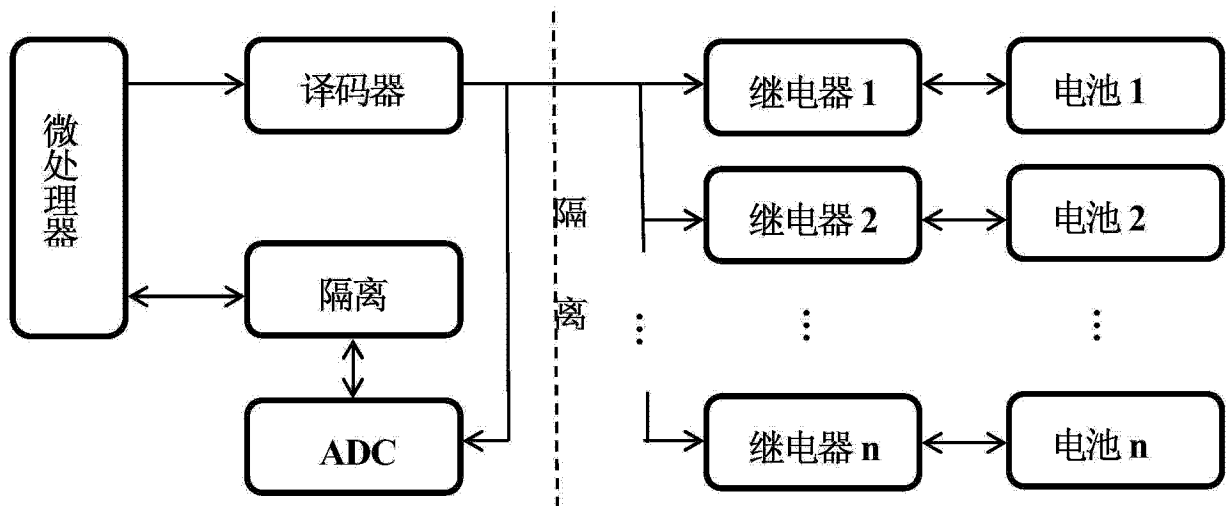 微处理器
译码器
隔离
ADC
隔离
继电器 1
电池 1
继电器 2
电池 2
⋮
⋮
⋮
继电器 n
电池 n